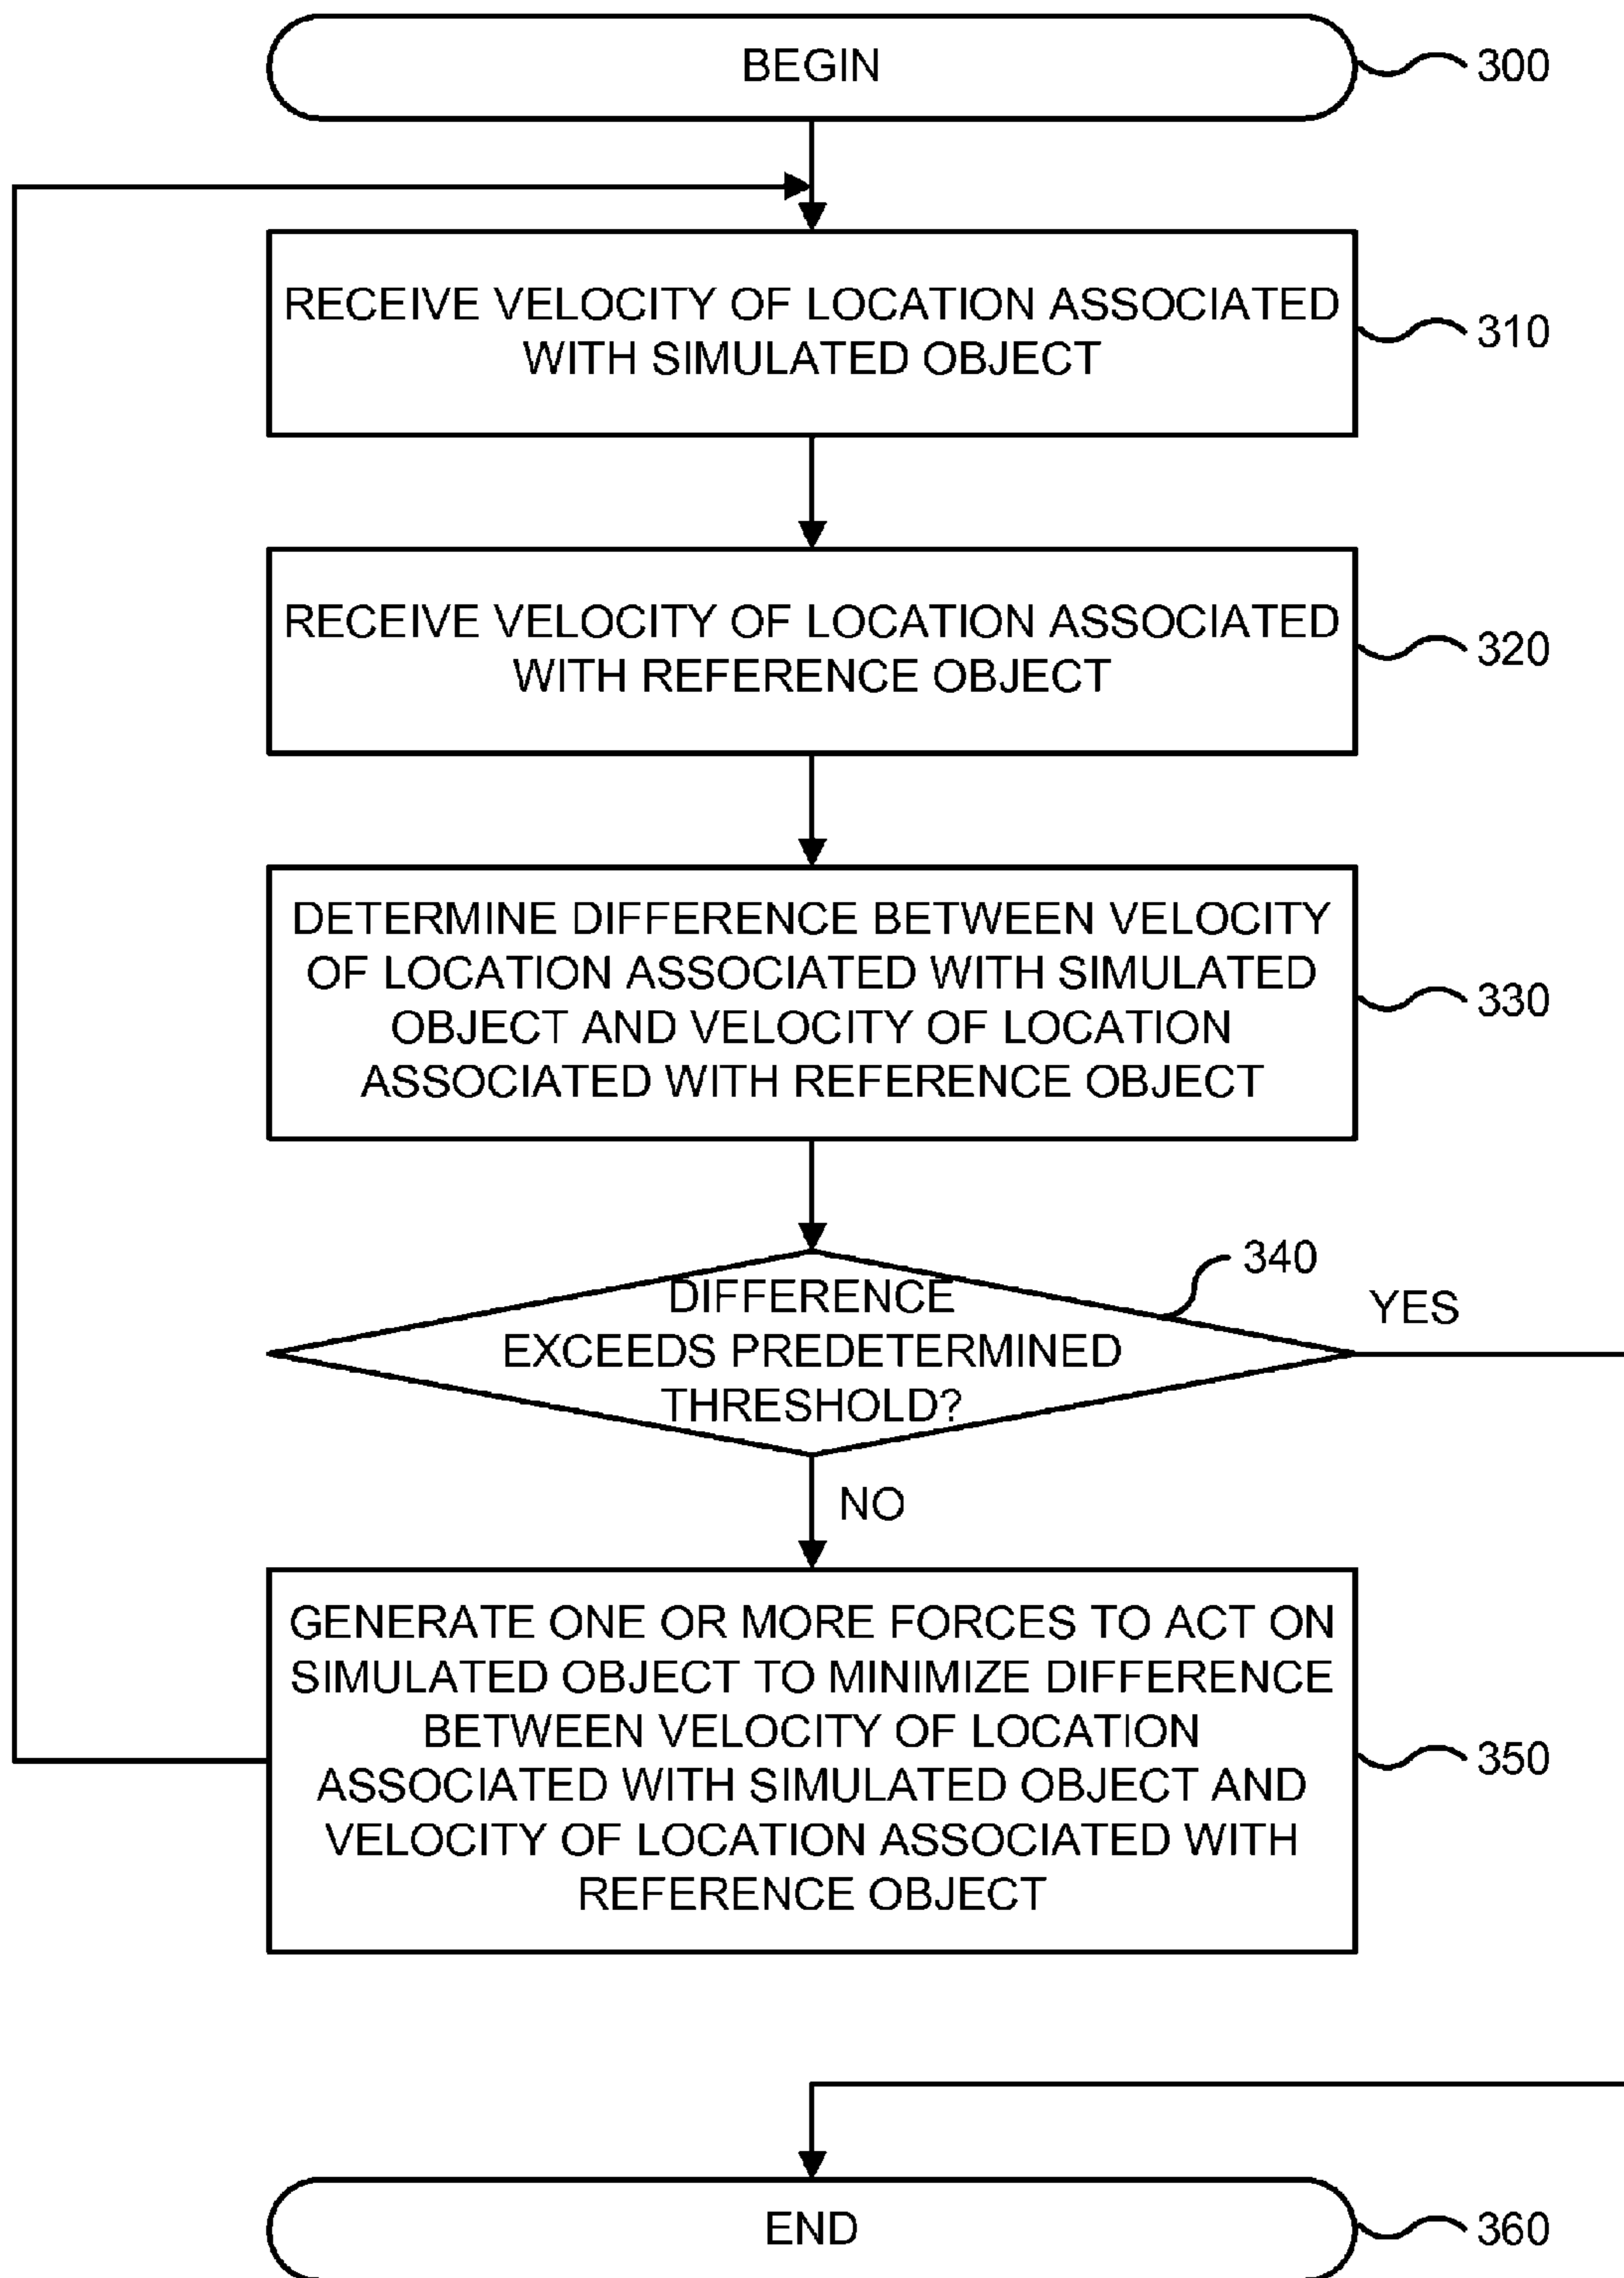 BEGIN
300
RECEIVE VELOCITY OF LOCATION ASSOCIATED
WITH SIMULATED OBJECT
310
RECEIVE VELOCITY OF LOCATION ASSOCIATED
WITH REFERENCE OBJECT
320
DETERMINE DIFFERENCE BETWEEN VELOCITY
OF LOCATION ASSOCIATED WITH SIMULATED
OBJECT AND VELOCITY OF LOCATION
ASSOCIATED WITH REFERENCE OBJECT
330
340
DIFFERENCE
EXCEEDS PREDETERMINED
THRESHOLD?
YES
NO
GENERATE ONE OR MORE FORCES TO ACT ON
SIMULATED OBJECT TO MINIMIZE DIFFERENCE
BETWEEN VELOCITY OF LOCATION
ASSOCIATED WITH SIMULATED OBJECT AND
VELOCITY OF LOCATION ASSOCIATED WITH
REFERENCE OBJECT
350
END
360